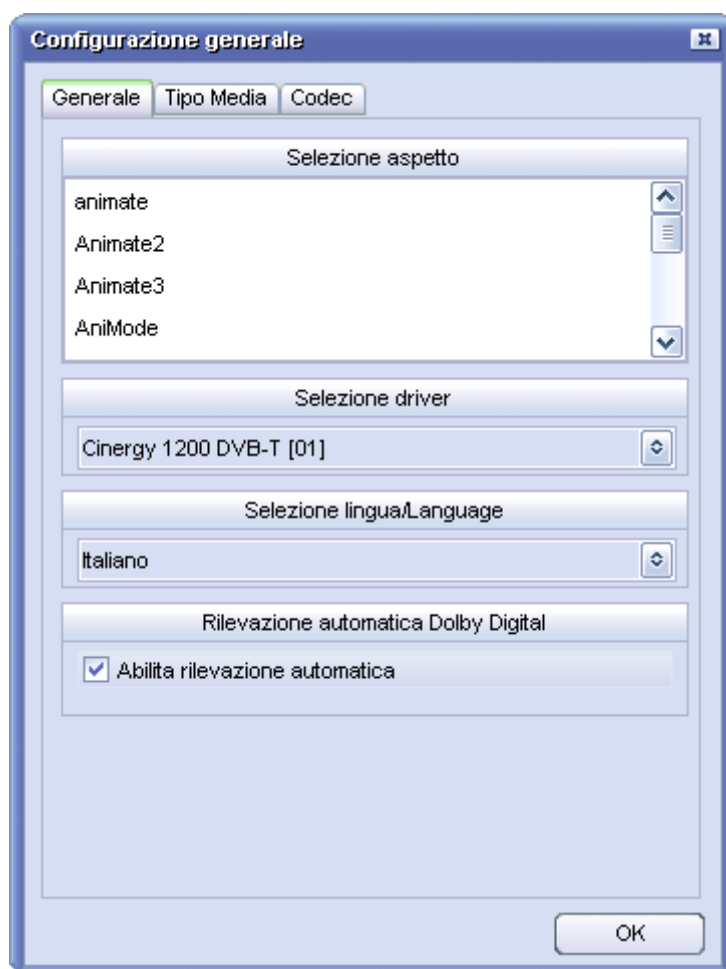 Configurazione generale
Generale
Tipo Media
Codec
Selezione aspetto
animate
Animate2
Animate3
AniMode
Selezione driver
Cinergy 1200 DVB-T [01]
Selezione lingua/Language
Italiano
Rilevazione automatica Dolby Digital
Abilita rilevazione automatica
OK